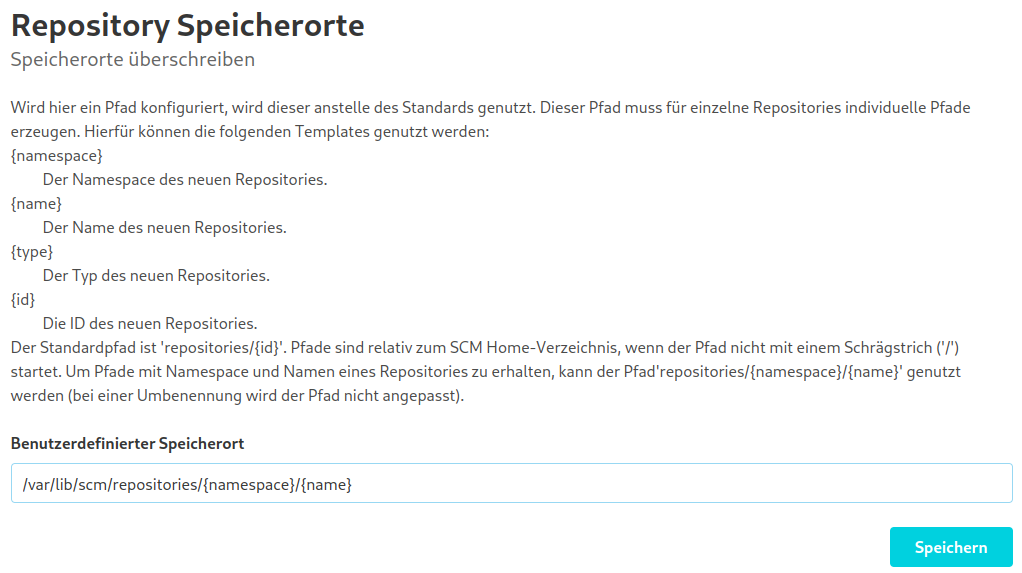 Repository Speicherorte
Speicherorte überschreiben
Wird hier ein Pfad konfiguriert, wird dieser anstelle des Standards genutzt. Dieser Pfad muss für einzelne Repositories individuelle Pfade
erzeugen. Hierfür können die folgenden Templates genutzt werden:
{namespace}
Der Namespace des neuen Repositories.
{name}
Der Name des neuen Repositories.
{type}
Der Typ des neuen Repositories.
{id}
Die ID des neuen Repositories.
Der Standardpfad ist 'repositories/{id}'. Pfade sind relativ zum SCM Home-Verzeichnis, wenn der Pfad nicht mit einem Schrägstrich ('/')
startet. Um Pfade mit Namespace und Namen eines Repositories zu erhalten, kann der Pfad'repositories/{namespace}/{name}' genutzt
werden (bei einer Umbenennung wird der Pfad nicht angepasst).
Benutzerdefinierter Speicherort
/var/lib/scm/repositories/{namespace}/{name}
Speichern